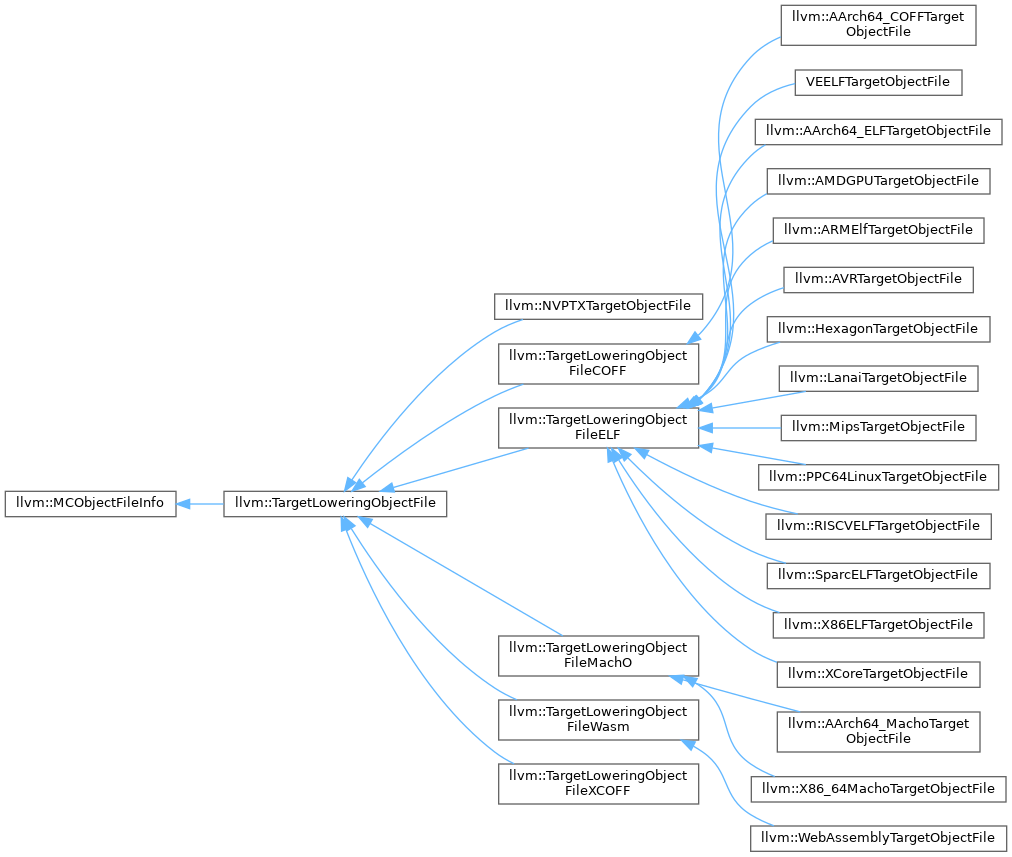 llvm::AArch64_COFFTarget
ObjectFile
VEELFTargetObjectFile
llvm::AArch64_ELFTargetObjectFile
llvm::AMDGPUTargetObjectFile
llvm::ARMElfTargetObjectFile
llvm::AVRTargetObjectFile
llvm::NVPTXTargetObjectFile
llvm::HexagonTargetObjectFile
llvm::TargetLoweringObject
FileCOFF
llvm::LanaiTargetObjectFile
llvm::TargetLoweringObject
FileELF
llvm::MipsTargetObjectFile
llvm::PPC64LinuxTargetObjectFile
llvm::MCObjectFileInfo
llvm::TargetLoweringObjectFile
llvm::RISCVELFTargetObjectFile
llvm::SparcELFTargetObjectFile
llvm::X86ELFTargetObjectFile
llvm::TargetLoweringObject
FileMachO
llvm::XCoreTargetObjectFile
llvm::TargetLoweringObject
FileWasm
llvm::AArch64_MachoTarget
ObjectFile
llvm::TargetLoweringObject
FileXCOFF
llvm::X86_64MachoTargetObjectFile
llvm::WebAssemblyTargetObjectFile